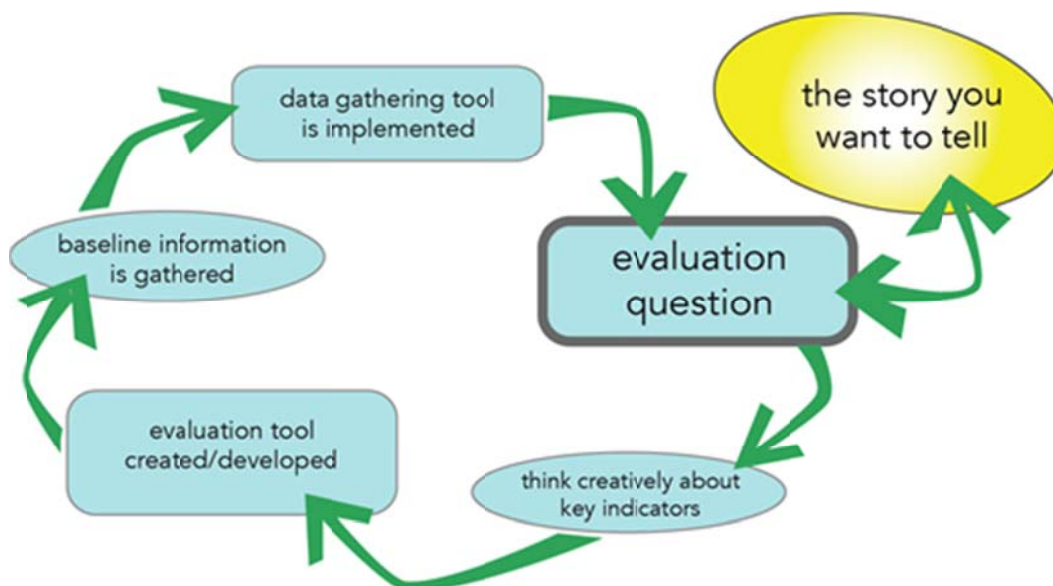 data gathering tool
is implemented
the story you
want to tell
baseline information
is gathered
evaluation
question
evaluation tool
created/developed
think creatively about
key indicators